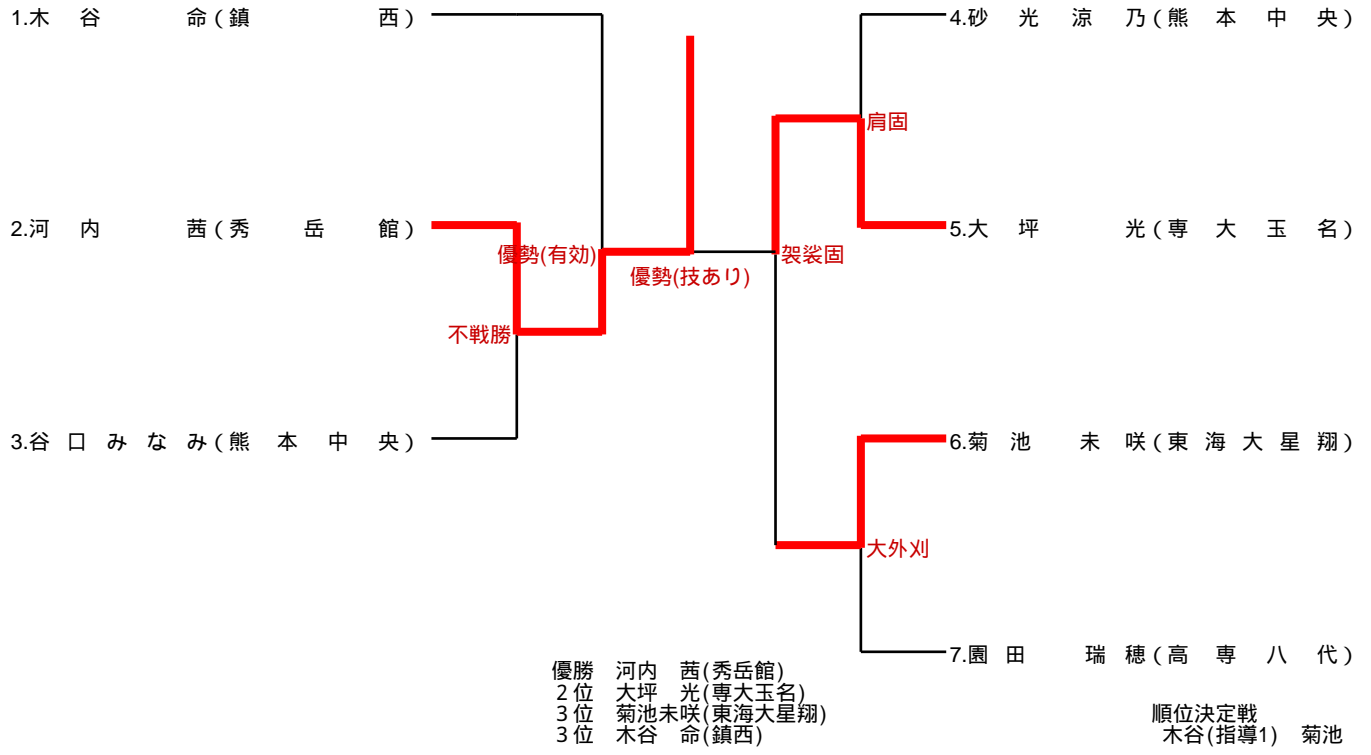 1.木谷 命(鎮西)
4.砂光涼乃(熊本中央)
肩固
2.河内 茜(秀岳館)
5.大坪 光(専大玉名)
優勢(有効)
袈裟固
優勢(技あり)
不戦勝
3.谷口みなみ(熊本中央)
6.菊池 未咲(東海大星翔)
大外刈
7.園田 瑞穂(高専八代)
優勝 河内 茜(秀岳館)
2位 大坪 光(専大玉名)
3位 菊池未咲(東海大星翔)
3位 木谷 命(鎮西)
順位決定戦
木谷(指導1) 菊池